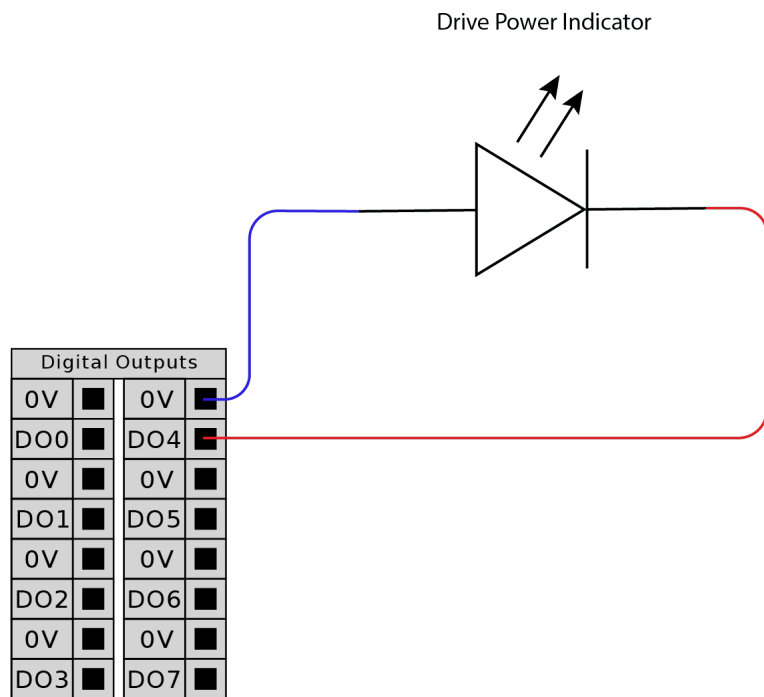 Drive Power Indicator
Digital Outputs
0V 0V
DO0 DO4
0V 0V
DO1 DO5
0V 0V
DO2 DO6
0V 0V
DO3 DO7